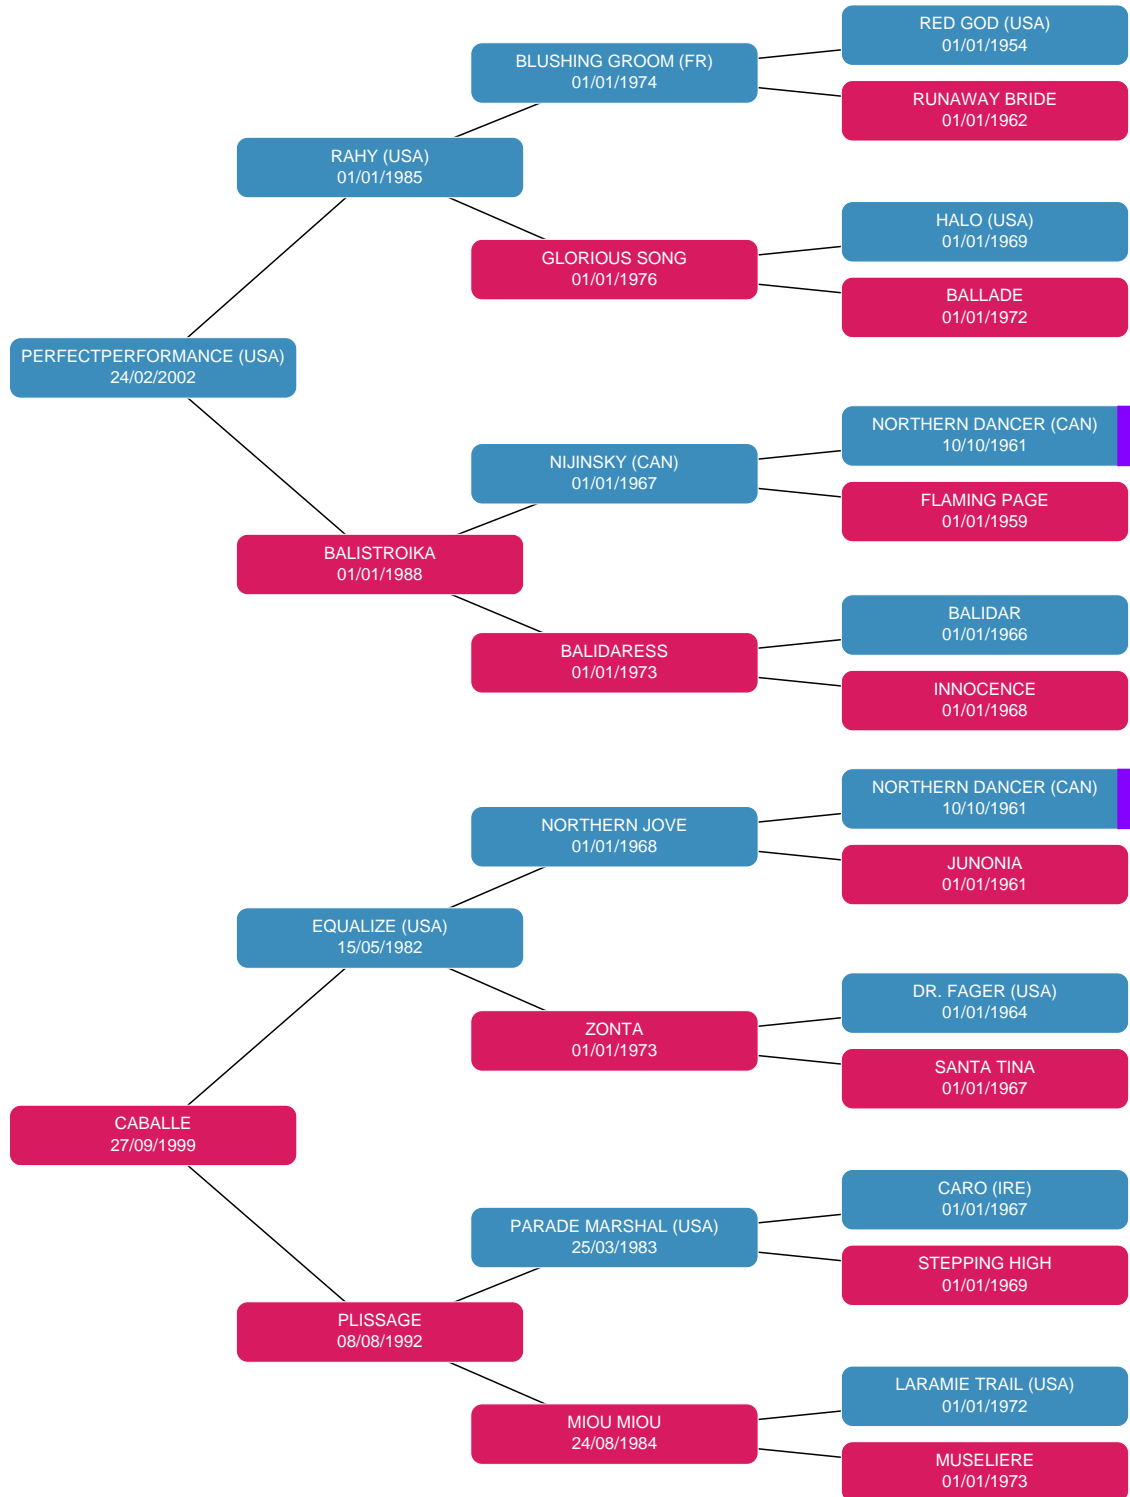 RED GOD (USA)
01/01/1954
BLUSHING GROOM (FR)
01/01/1974
RUNAWAY BRIDE
01/01/1962
RAHY (USA)
01/01/1985
HALO (USA)
01/01/1969
GLORIOUS SONG
01/01/1976
BALLADE
01/01/1972
PERFECTPERFORMANCE (USA)
24/02/2002
NORTHERN DANCER (CAN)
10/10/1961
NIJINSKY (CAN)
01/01/1967
FLAMING PAGE
01/01/1959
BALISTROIKA
01/01/1988
BALIDAR
01/01/1966
BALIDARESS
01/01/1973
INNOCENCE
01/01/1968
NORTHERN DANCER (CAN)
10/10/1961
NORTHERN JOVE
01/01/1968
JUNONIA
01/01/1961
EQUALIZE (USA)
15/05/1982
DR. FAGER (USA)
01/01/1964
ZONTA
01/01/1973
SANTA TINA
01/01/1967
CABALLE
27/09/1999
CARO (IRE)
01/01/1967
PARADE MARSHAL (USA)
25/03/1983
STEPPING HIGH
01/01/1969
PLISSAGE
08/08/1992
LARAMIE TRAIL (USA)
01/01/1972
MIOU MIOU
24/08/1984
MUSELIERE
01/01/1973